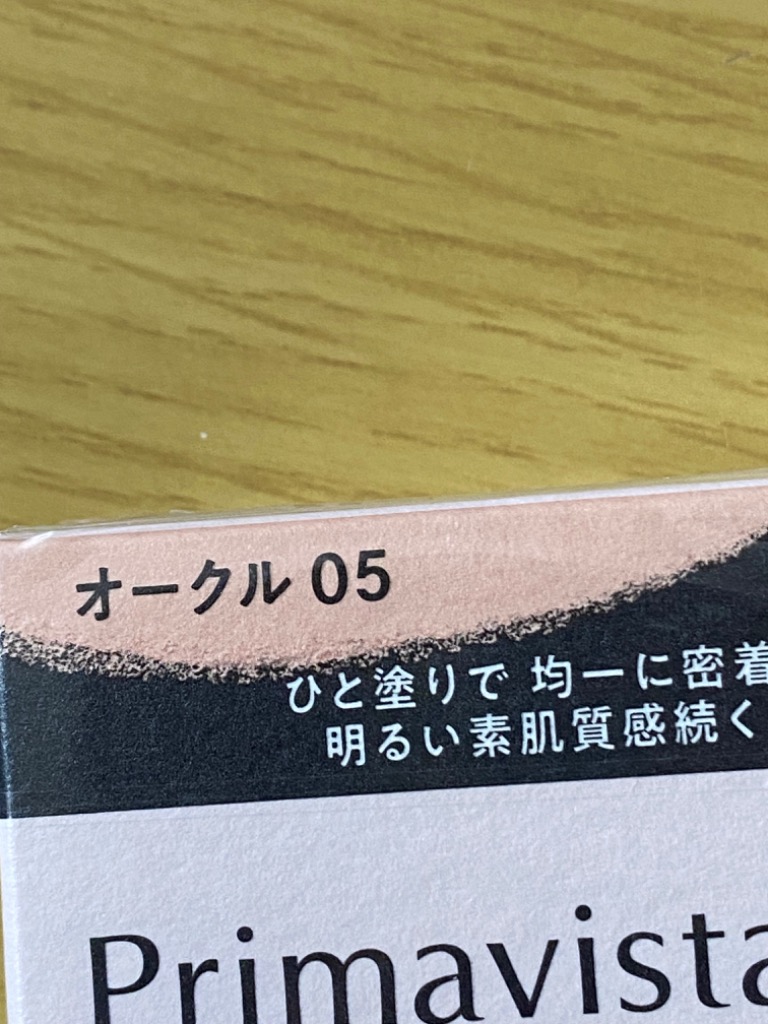 オークル 05
ひと塗りで 均一に密着
明るい素肌質感続く
Primavista